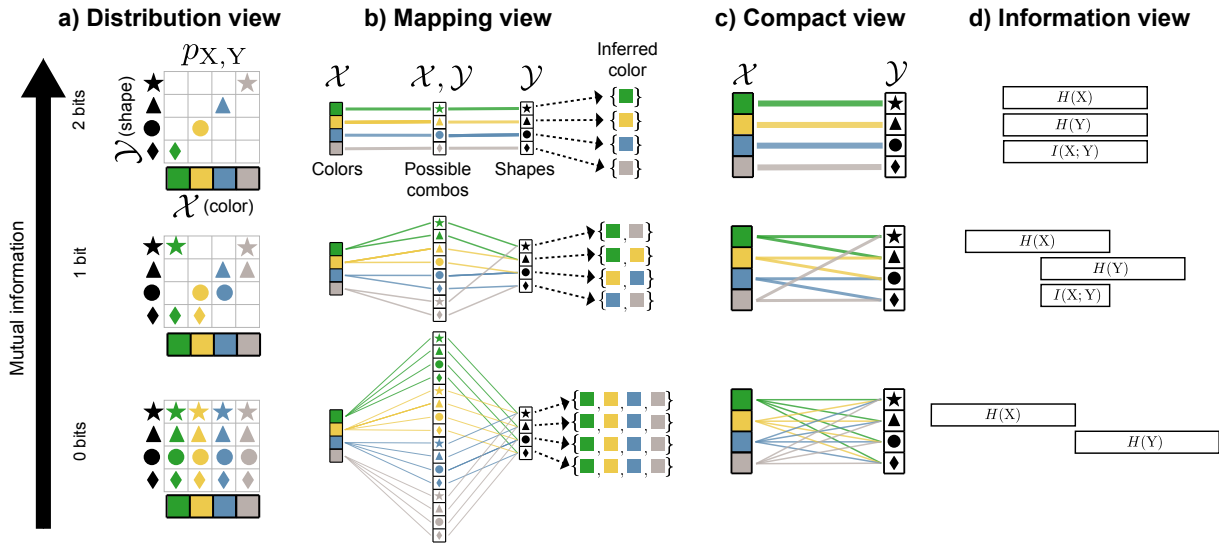 a) Distribution view
b) Mapping view
c) Compact view
d) Information view
Mutual information
2 bits
1 bit
0 bits
p_{X,Y}
𝒴 (shape)
𝒳 (color)
𝒳
𝒳, 𝒴
𝒴
Inferred
color
{ }
{ }
{ }
{ }
Colors
Possible
combos
Shapes
{ , }
{ , }
{ , }
{ , }
{ , , , }
{ , , , }
{ , , , }
{ , , , }
𝒳
𝒴
H(X)
H(Y)
I(X; Y)
H(X)
H(Y)
I(X; Y)
H(X)
H(Y)